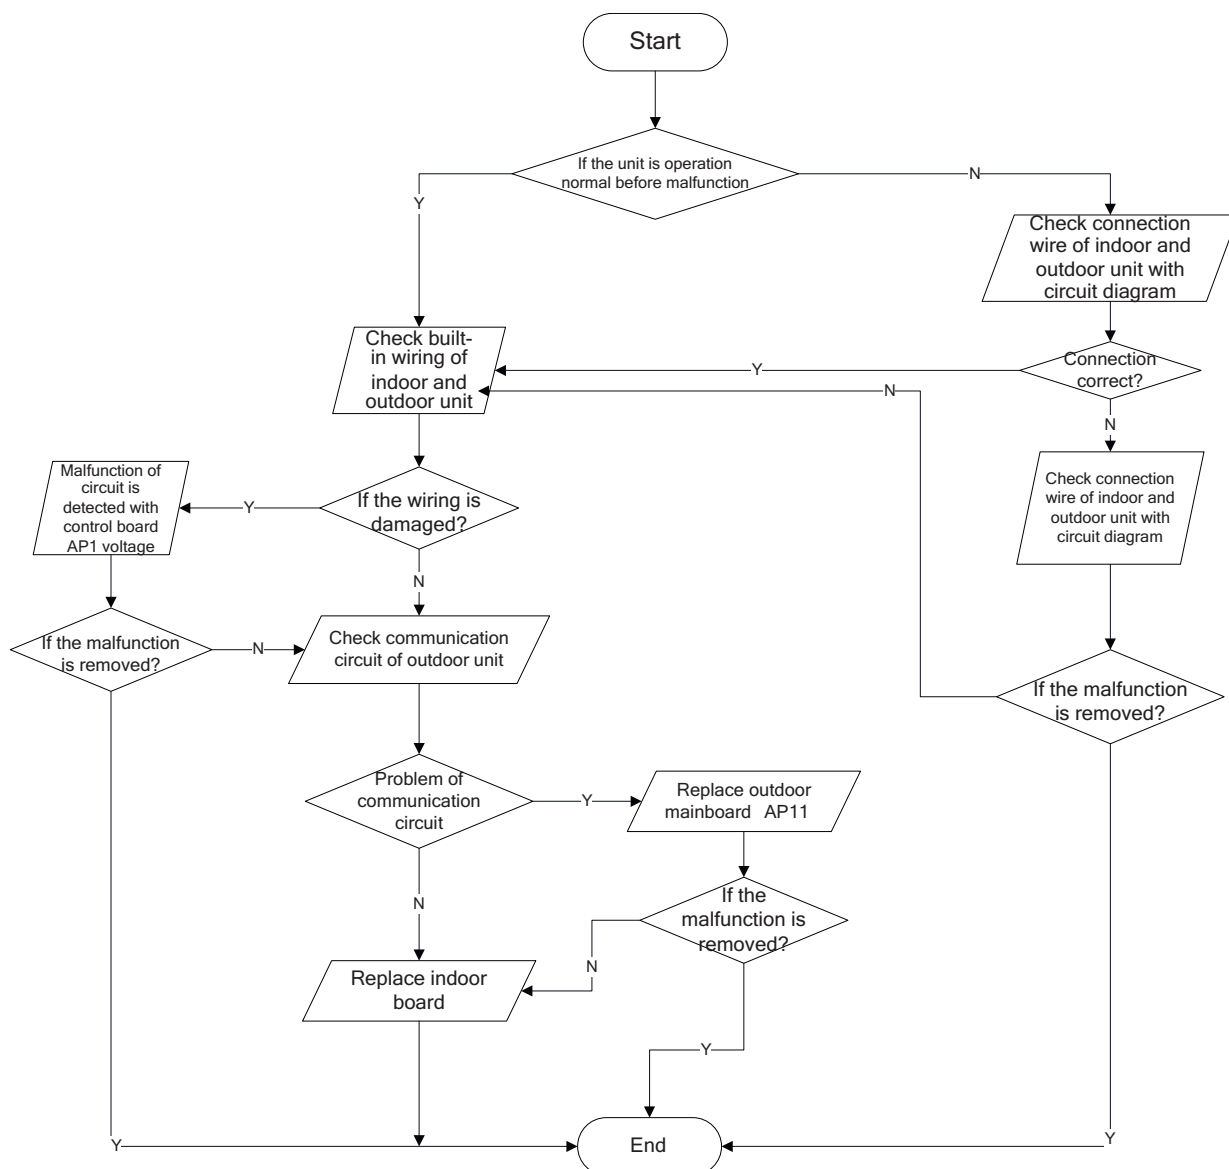 Start
If the unit is operation
normal before malfunction
Y
N
Check connection
wire of indoor and
outdoor unit with
circuit diagram
Check built-
in wiring of
indoor and
outdoor unit
Y
Connection
correct?
N
N
Malfunction of
circuit is
detected with
control board
AP1 voltage
Y
If the wiring is
damaged?
Check connection
wire of indoor and
outdoor unit with
circuit diagram
N
If the malfunction
is removed?
N
Check communication
circuit of outdoor unit
If the malfunction
is removed?
Problem of
communication
circuit
Y
Replace outdoor
mainboard AP11
N
If the
malfunction is
removed?
N
Replace indoor
board
Y
Y
End
Y